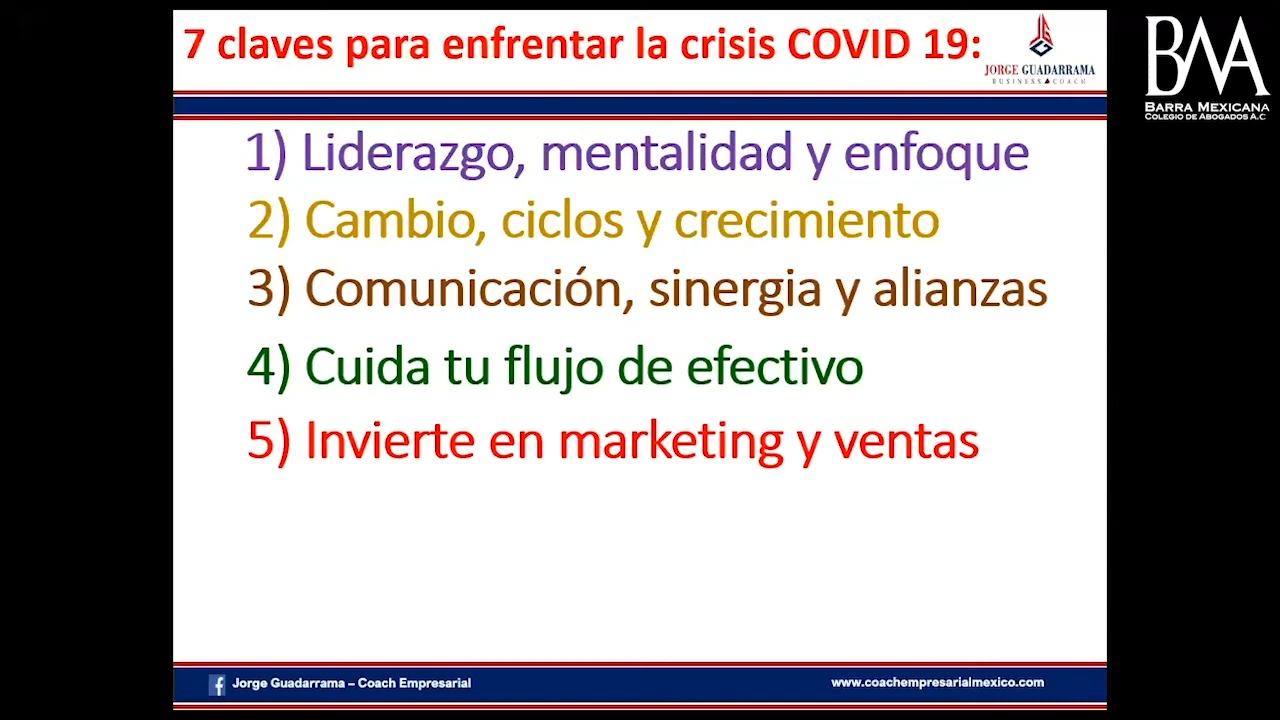 7 claves para enfrentar la crisis COVID 19:
JORGE GUADARRAMA
BUSINESS COACH
BMA
BARRA MEXICANA
COLEGIO DE ABOGADOS A.C
1) Liderazgo, mentalidad y enfoque
2) Cambio, ciclos y crecimiento
3) Comunicación, sinergia y alianzas
4) Cuida tu flujo de efectivo
5) Invierte en marketing y ventas
f Jorge Guadarrama – Coach Empresarial
www.coachempresarialmexico.com